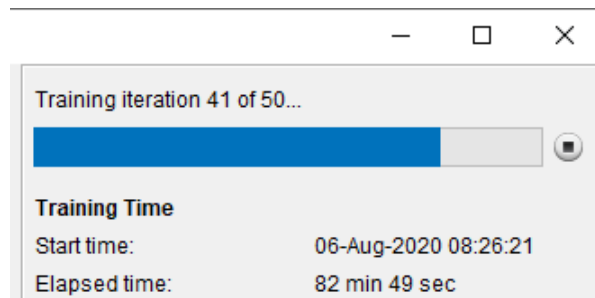 Training iteration 41 of 50...
Training Time
Start time: 06-Aug-2020 08:26:21
Elapsed time: 82 min 49 sec